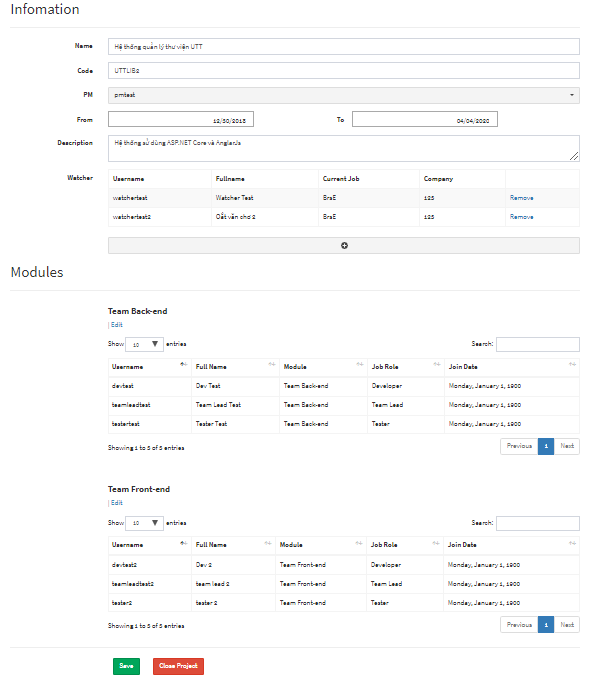 Infomation
Name Hệ thống quản lý thư viện UTT
Code UTTLIB2
PM pmtest
From 12/30/2018 To 04/04/2020
Description Hệ thống sử dụng ASP.NET Core và AnglarJs
Watcher Username Fullname Current Job Company
watchertest Watcher Test BraE 123 Remove
watchertest2 Oắt văn chơ 2 BraE 123 Remove
Modules
Team Back-end
| Edit
Show 10 entries Search:
Username Full Name Module Job Role Join Date
devtest Dev Test Team Back-end Developer Monday, January 1, 1900
teamleadtest Team Lead Test Team Back-end Team Lead Monday, January 1, 1900
testertest Tester Test Team Back-end Tester Monday, January 1, 1900
Showing 1 to 3 of 3 entries Previous 1 Next
Team Front-end
| Edit
Show 10 entries Search:
Username Full Name Module Job Role Join Date
devtest2 Dev 2 Team Front-end Developer Monday, January 1, 1900
teamleadtest2 team lead 2 Team Front-end Team Lead Monday, January 1, 1900
tester2 tester 2 Team Front-end Tester Monday, January 1, 1900
Showing 1 to 3 of 3 entries Previous 1 Next
Save Close Project